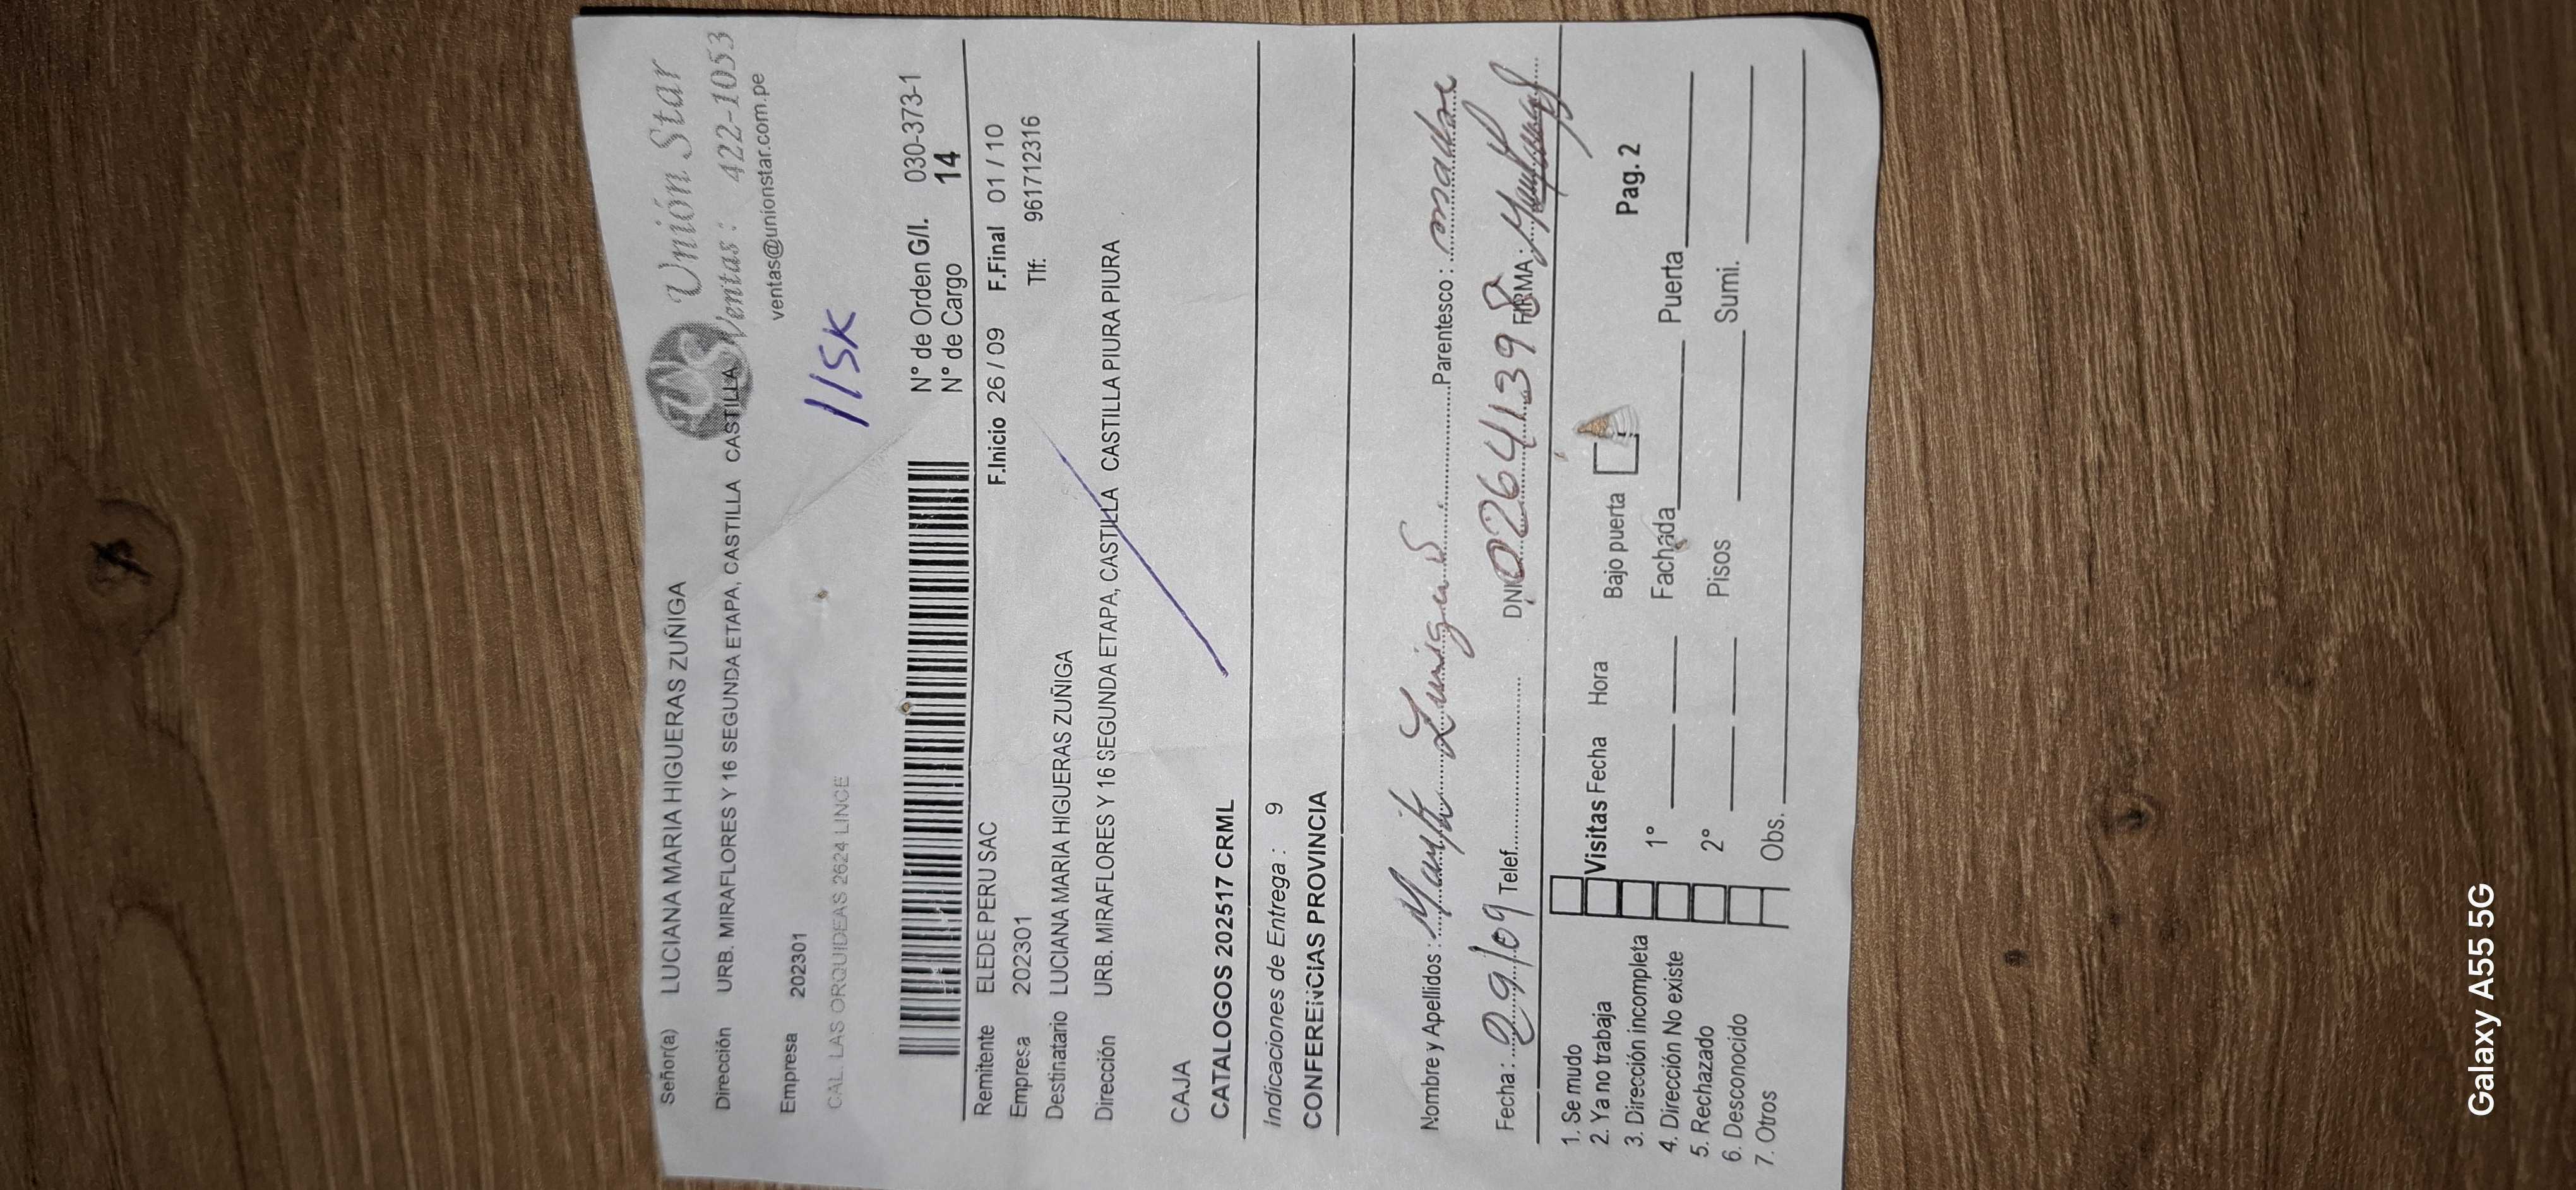 Unión Star
Ventas: 422-1053
ventas@unionstar.com.pe
Señor(a) LUCIANA MARIA HIGUERAS ZUÑIGA
Dirección URB. MIRAFLORES Y 16 SEGUNDA ETAPA, CASTILLA CASTILLA
Empresa 202301
CAL. LAS ORQUIDEAS 2624 LINCE
115K
N° de Orden G/I. 030-373-1
N° de Cargo 14
Remitente ELEDE PERU SAC F.Inicio 26 / 09 F.Final 01 / 10
Empresa 202301 Tlf: 961712316
Destinatario LUCIANA MARIA HIGUERAS ZUÑIGA
Dirección URB. MIRAFLORES Y 16 SEGUNDA ETAPA, CASTILLA CASTILLA PIURA PIURA
CAJA
CATALOGOS 202517 CRML
Indicaciones de Entrega : 9
CONFERENCIAS PROVINCIA
Nombre y Apellidos : Parentesco : madre
Fecha : 29/09 Telef. DNI 02641398 FIRMA:
1. Se mudo
2. Ya no trabaja
3. Dirección incompleta
4. Dirección No existe
5. Rechazado
6. Desconocido
7. Otros
Visitas Fecha Hora Bajo puerta Pag. 2
1° Fachada Puerta
2° Pisos Sumi.
Obs.
Galaxy A55 5G